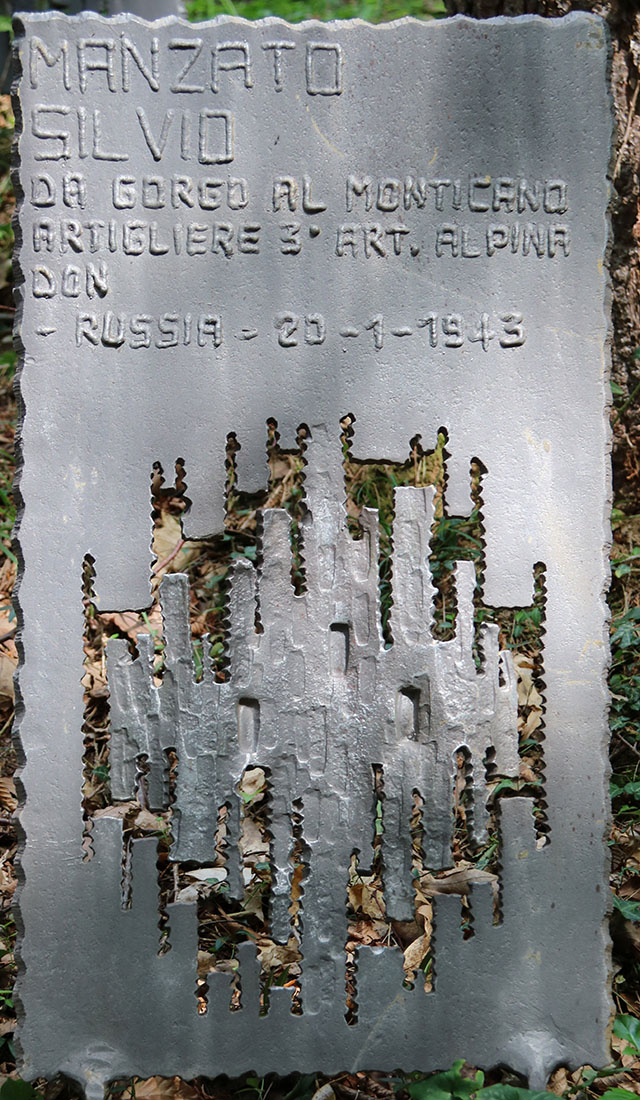 MANZATO
SILVIO
DA GORGO AL MONTICANO
ARTIGLIERE 3° ART. ALPINA
DON
- RUSSIA - 20-1-1943